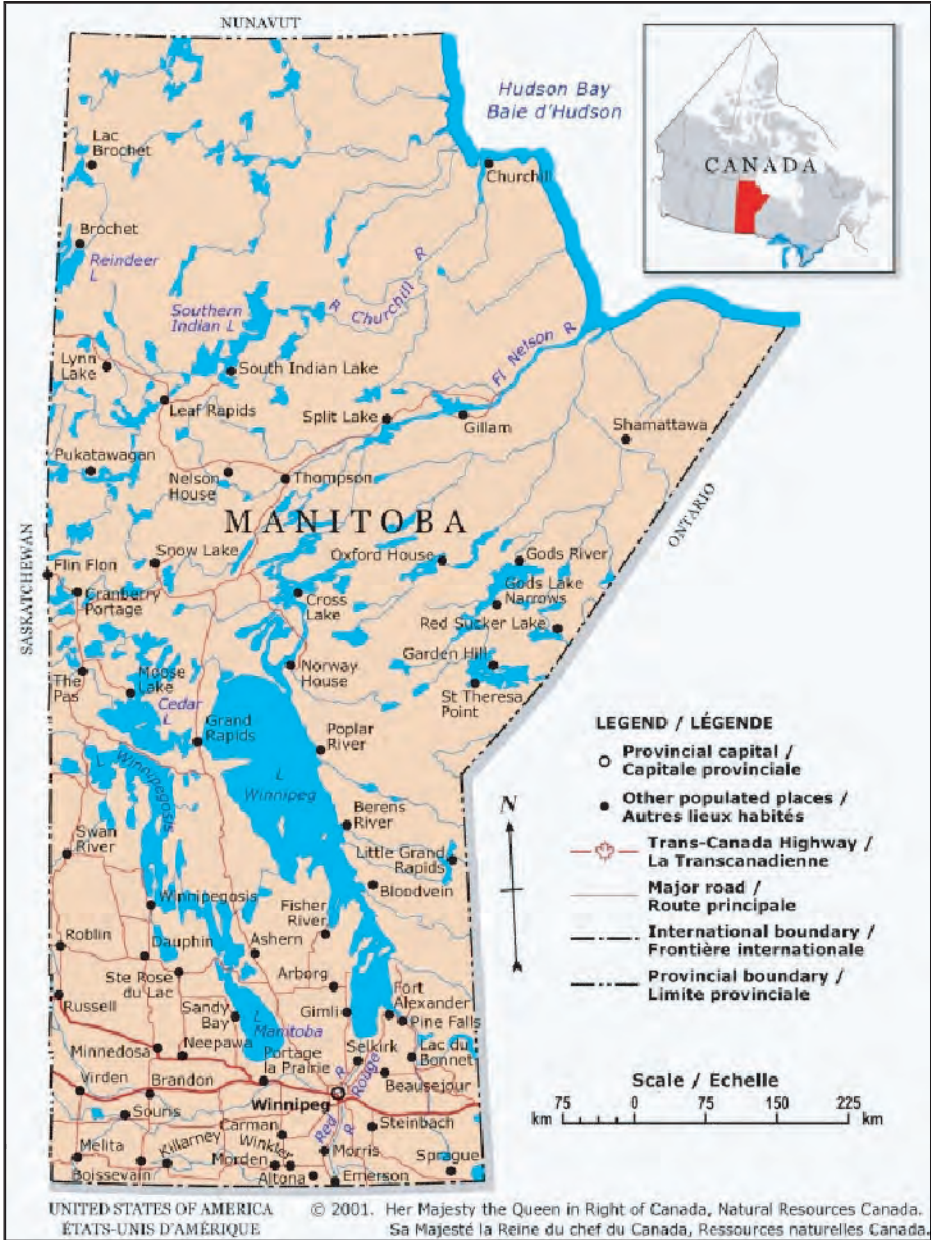 NUNAVUT
Hudson Bay
Baie d'Hudson
CANADA
Lac
Brochet
Churchill
Brochet
Reindeer
L
Southern
Indian L
R
Churchill
R
Lynn
Lake
South Indian Lake
Fl Nelson R
Leaf Rapids
Split Lake
Gillam
Shamattawa
Pukatawagan
Nelson
House
Thompson
MANITOBA
ONTARIO
SASKATCHEWAN
Flin Flon
Snow Lake
Oxford House
Gods River
Cranberry
Portage
Cross
Lake
Gods Lake
Narrows
Red Sucker Lake
Garden Hill
Norway
House
The
Pas
Moose
Lake
Cedar
L
St Theresa
Point
Grand
Rapids
Poplar
River
L
Winnipegosis
L
Winnipeg
Berens
River
Swan
River
Little Grand
Rapids
Bloodvein
Winnipegosis
Fisher
River
Roblin
Dauphin
Ashern
Ste Rose
du Lac
Arborg
Fort
Alexander
Russell
Sandy
Bay
L
Manitoba
Gimli
Pine Falls
Minnedosa
Neepawa
Portage
la Prairie
Selkirk
Lac du
Bonnet
Virden
Brandon
R
Rouge
Beausejour
Winnipeg
Souris
Carman
Red
R
Steinbach
Melita
Killarney
Winkler
Morris
Boissevain
Morden
Altona
Emerson
Sprague
LEGEND / LÉGENDE
Provincial capital /
Capitale provinciale
Other populated places /
Autres lieux habités
Trans-Canada Highway /
La Transcanadienne
Major road /
Route principale
International boundary /
Frontière internationale
Provincial boundary /
Limite provinciale
N
Scale / Echelle
75 0 75 150 225
km km
UNITED STATES OF AMERICA
ÉTATS-UNIS D'AMÉRIQUE
© 2001. Her Majesty the Queen in Right of Canada, Natural Resources Canada.
Sa Majesté la Reine du chef du Canada, Ressources naturelles Canada.